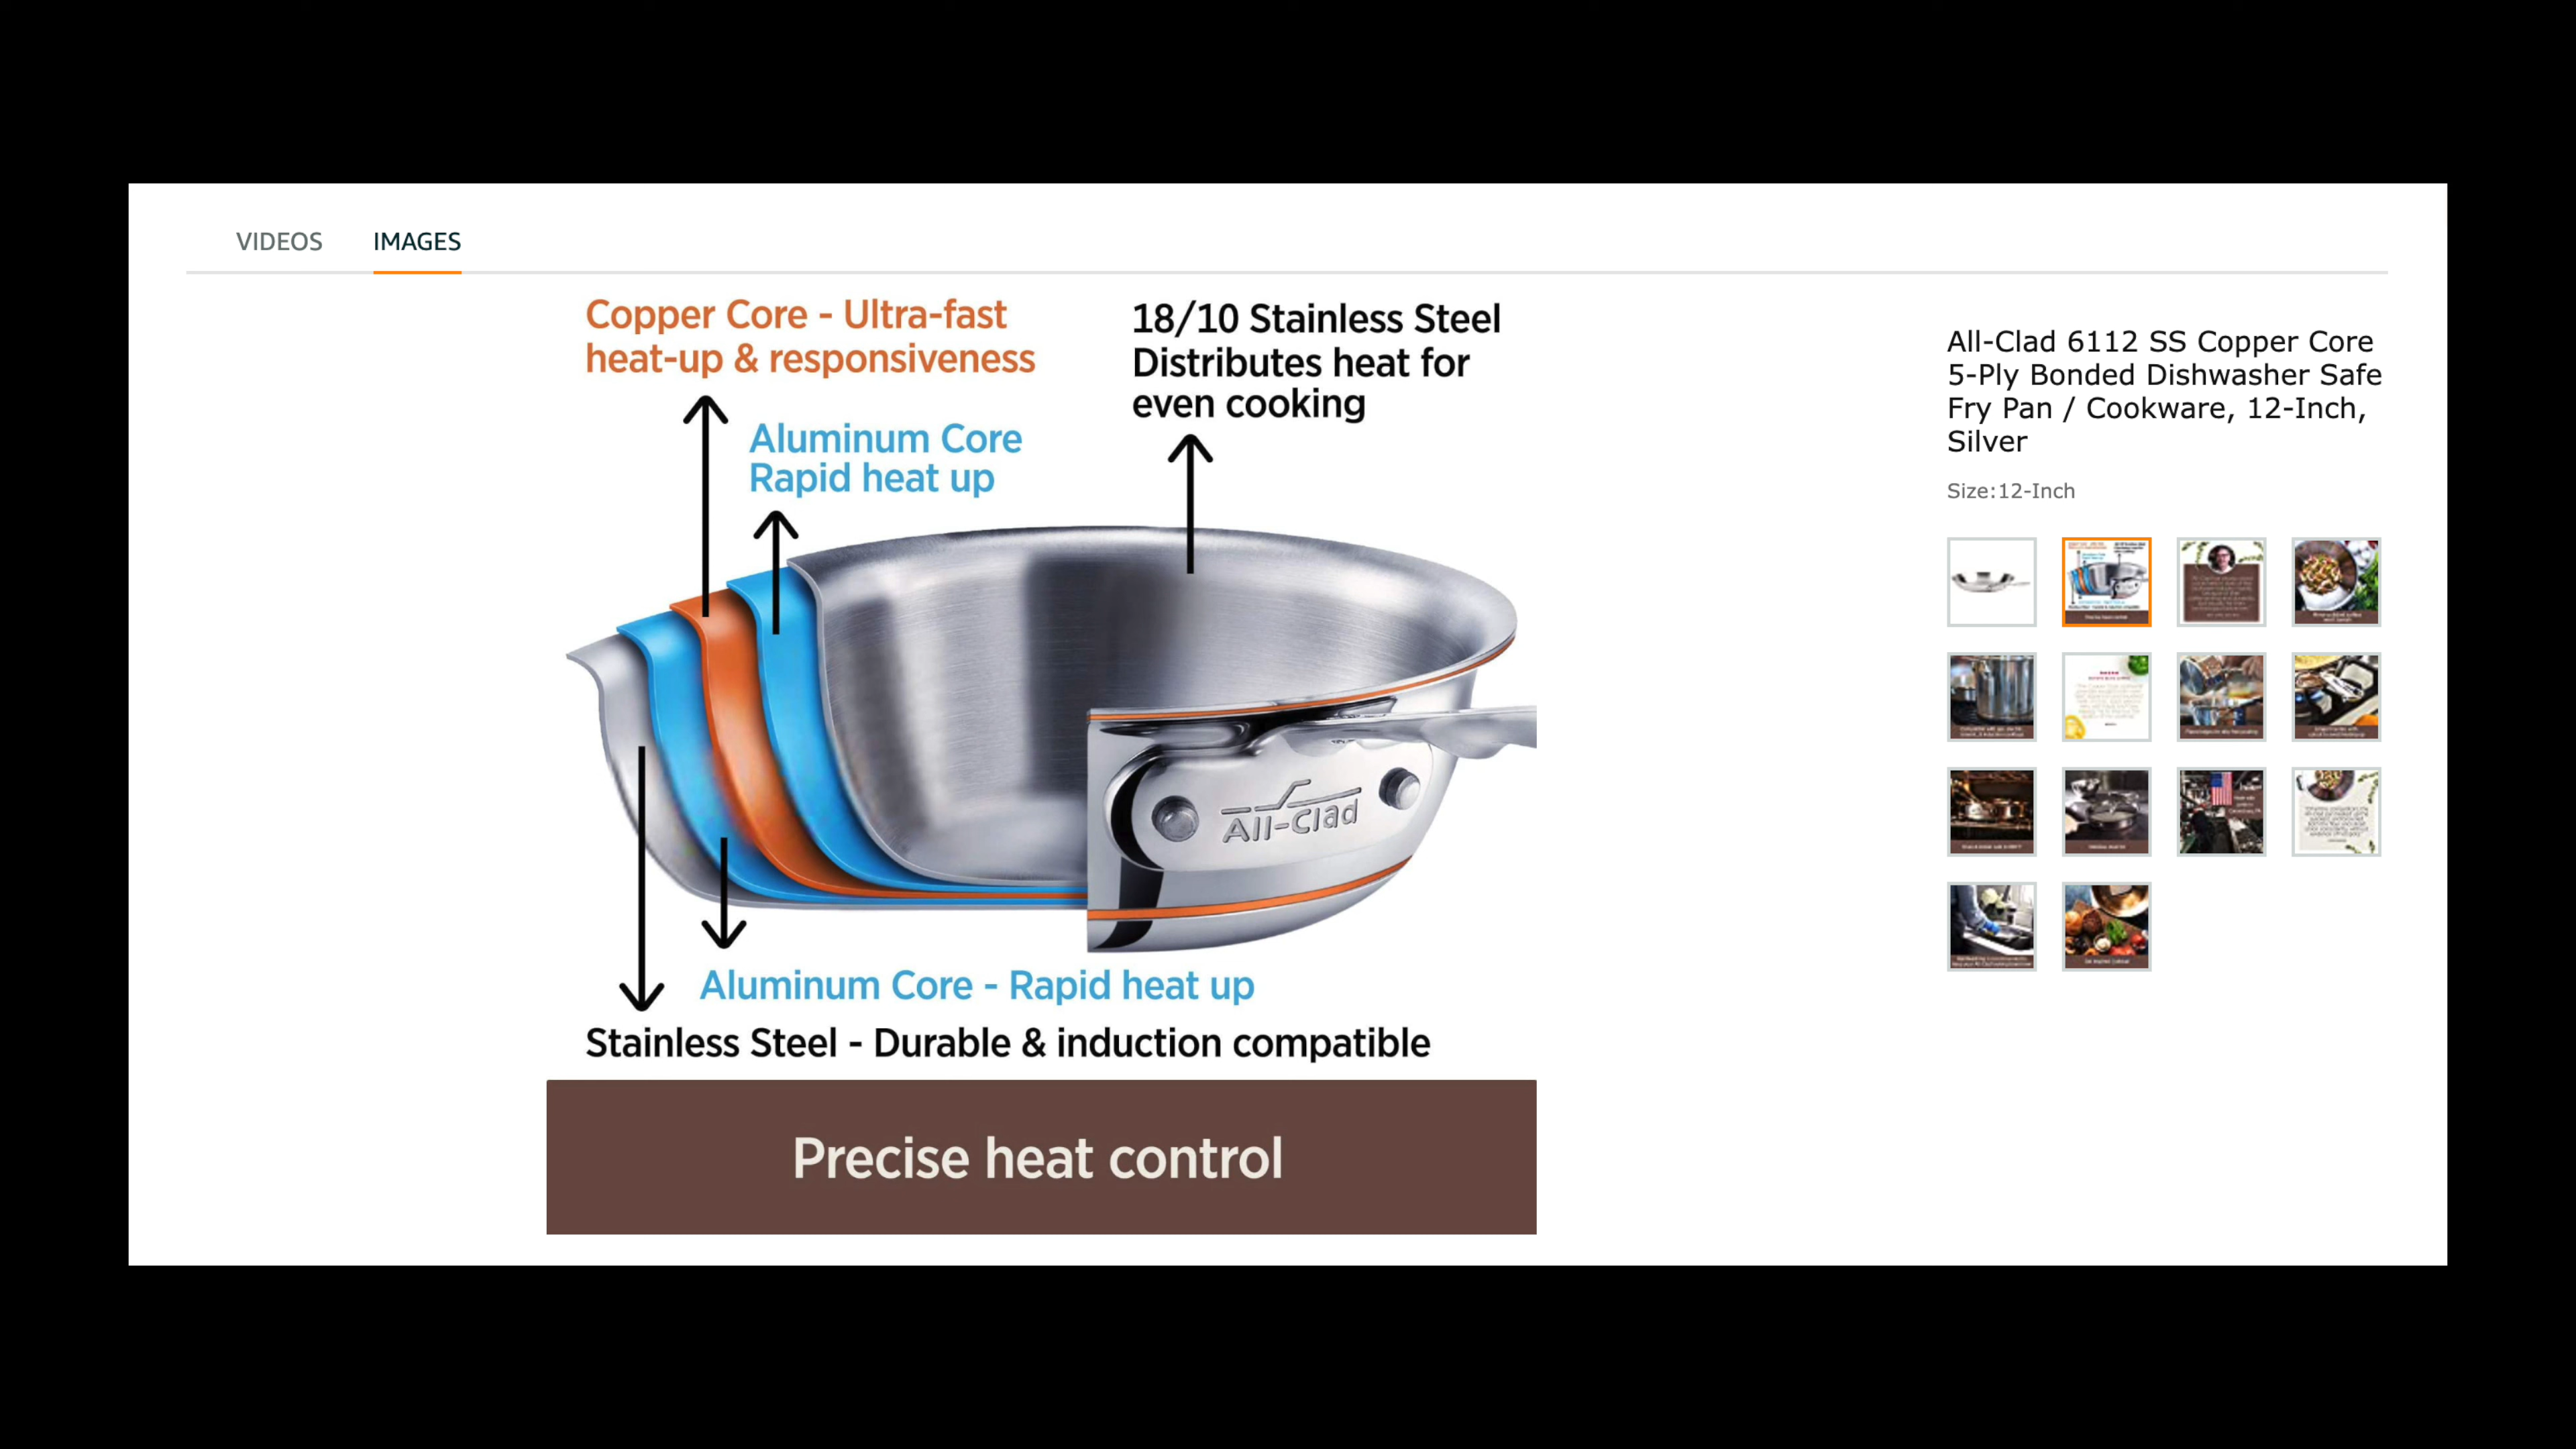 VIDEOS
IMAGES
Copper Core - Ultra-fast
heat-up & responsiveness
18/10 Stainless Steel
Distributes heat for
even cooking
Aluminum Core
Rapid heat up
All-Clad
Aluminum Core - Rapid heat up
Stainless Steel - Durable & induction compatible
Precise heat control
All-Clad 6112 SS Copper Core
5-Ply Bonded Dishwasher Safe
Fry Pan / Cookware, 12-Inch,
Silver
Size:12-Inch